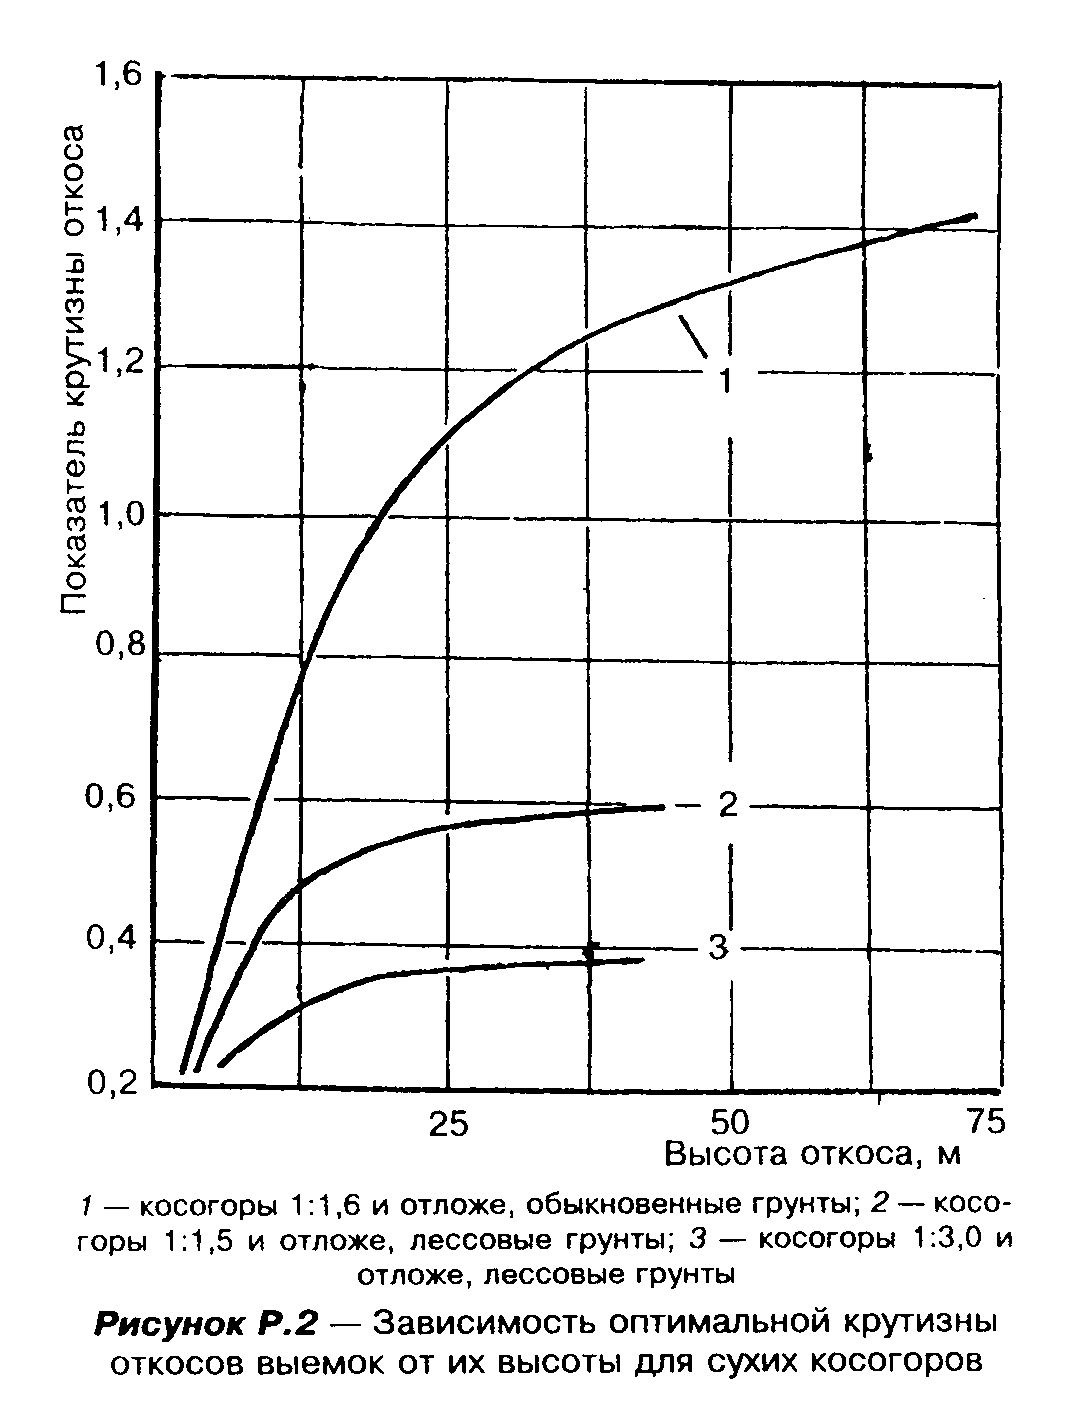 1,6
Показатель крутизны откоса
1,4
1,2
1
1,0
0,8
0,6
2
0,4
3
0,2
25 50 75
Высота откоса, м
1 — косогоры 1:1,6 и отложе, обыкновенные грунты; 2 — косо-
горы 1:1,5 и отложе, лессовые грунты; 3 — косогоры 1:3,0 и
отложе, лессовые грунты
Рисунок Р.2 — Зависимость оптимальной крутизны
откосов выемок от их высоты для сухих косогоров